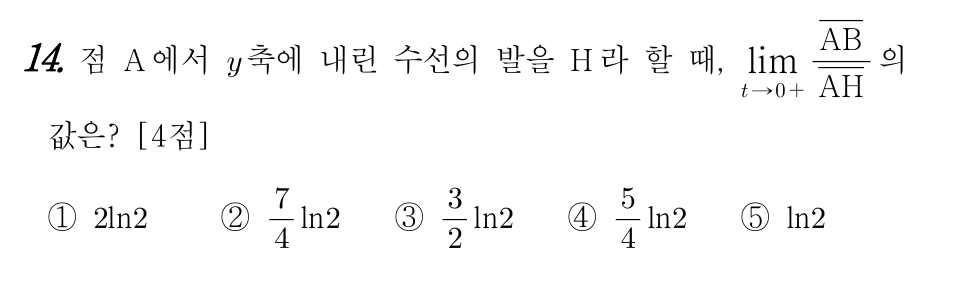 14. 점 A에서 y축에 내린 수선의 발을 H라 할 때, lim t→0+ AB/AH 의
값은? [4점]
① 2ln2 ② 7/4 ln2 ③ 3/2 ln2 ④ 5/4 ln2 ⑤ ln2